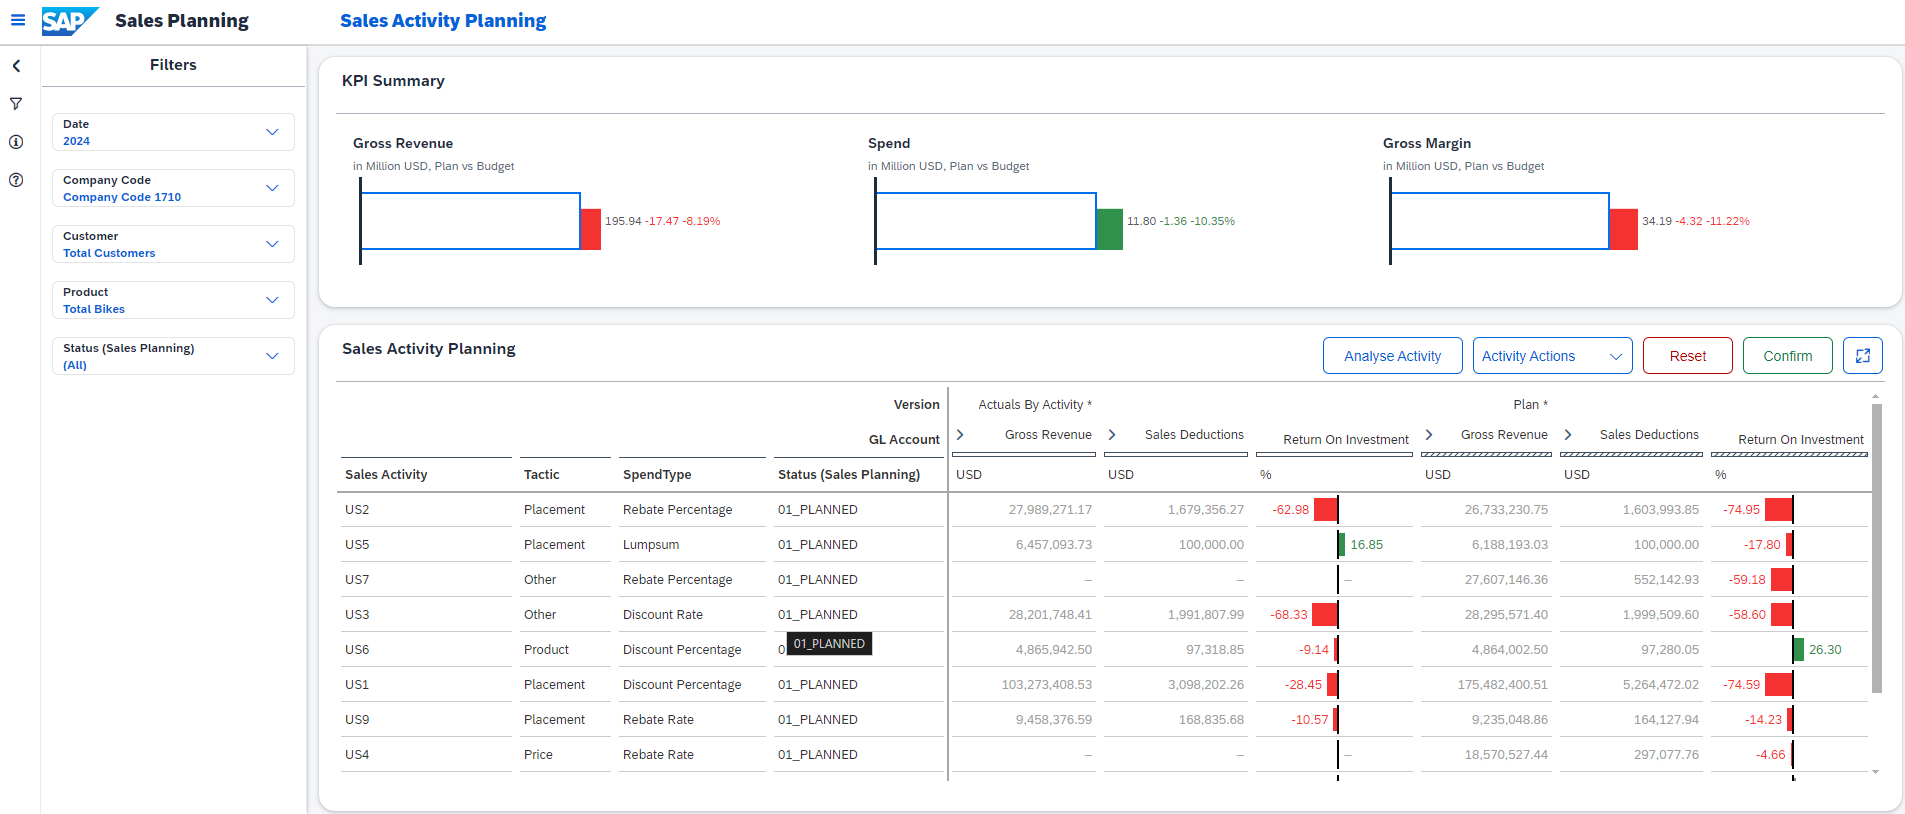 SAP Sales Planning Sales Activity Planning
Filters
Date
2024
Company Code
Company Code 1710
Customer
Total Customers
Product
Total Bikes
Status (Sales Planning)
(All)
KPI Summary
Gross Revenue
in Million USD, Plan vs Budget
195.94 -17.47 -8.19%
Spend
in Million USD, Plan vs Budget
11.80 -1.36 -10.35%
Gross Margin
in Million USD, Plan vs Budget
34.19 -4.32 -11.22%
Sales Activity Planning
Analyse Activity
Activity Actions
Reset
Confirm
Version Actuals By Activity * Plan *
GL Account Gross Revenue Sales Deductions Return On Investment Gross Revenue Sales Deductions Return On Investment
Sales Activity Tactic SpendType Status (Sales Planning) USD USD % USD USD %
US2 Placement Rebate Percentage 01_PLANNED 27,989,271.17 1,679,356.27 -62.98 26,733,230.75 1,603,993.85 -74.95
US5 Placement Lumpsum 01_PLANNED 6,457,093.73 100,000.00 16.85 6,188,193.03 100,000.00 -17.80
US7 Other Rebate Percentage 01_PLANNED – – – 27,607,146.36 552,142.93 -59.18
US3 Other Discount Rate 01_PLANNED 28,201,748.41 1,991,807.99 -68.33 28,295,571.40 1,999,509.60 -58.60
US6 Product Discount Percentage 0 01_PLANNED 4,865,942.50 97,318.85 -9.14 4,864,002.50 97,280.05 26.30
US1 Placement Discount Percentage 01_PLANNED 103,273,408.53 3,098,202.26 -28.45 175,482,400.51 5,264,472.02 -74.59
US9 Placement Rebate Rate 01_PLANNED 9,458,376.59 168,835.68 -10.57 9,235,048.86 164,127.94 -14.23
US4 Price Rebate Rate 01_PLANNED – – – 18,570,527.44 297,077.76 -4.66